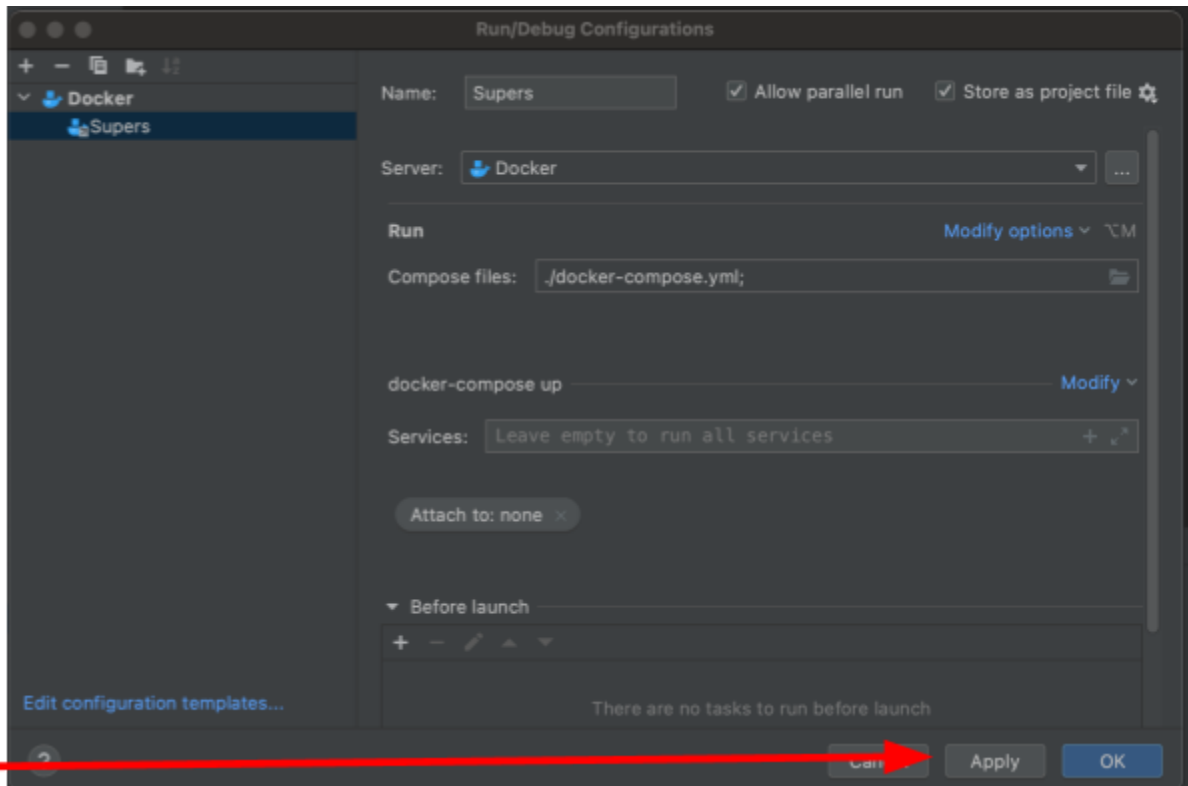 Run/Debug Configurations
Docker
Supers
Name: Supers Allow parallel run Store as project file
Server: Docker ...
Run Modify options ⌥M
Compose files: ./docker-compose.yml;
docker-compose up Modify
Services: Leave empty to run all services
Attach to: none
Before launch
There are no tasks to run before launch
Edit configuration templates...
? Apply OK